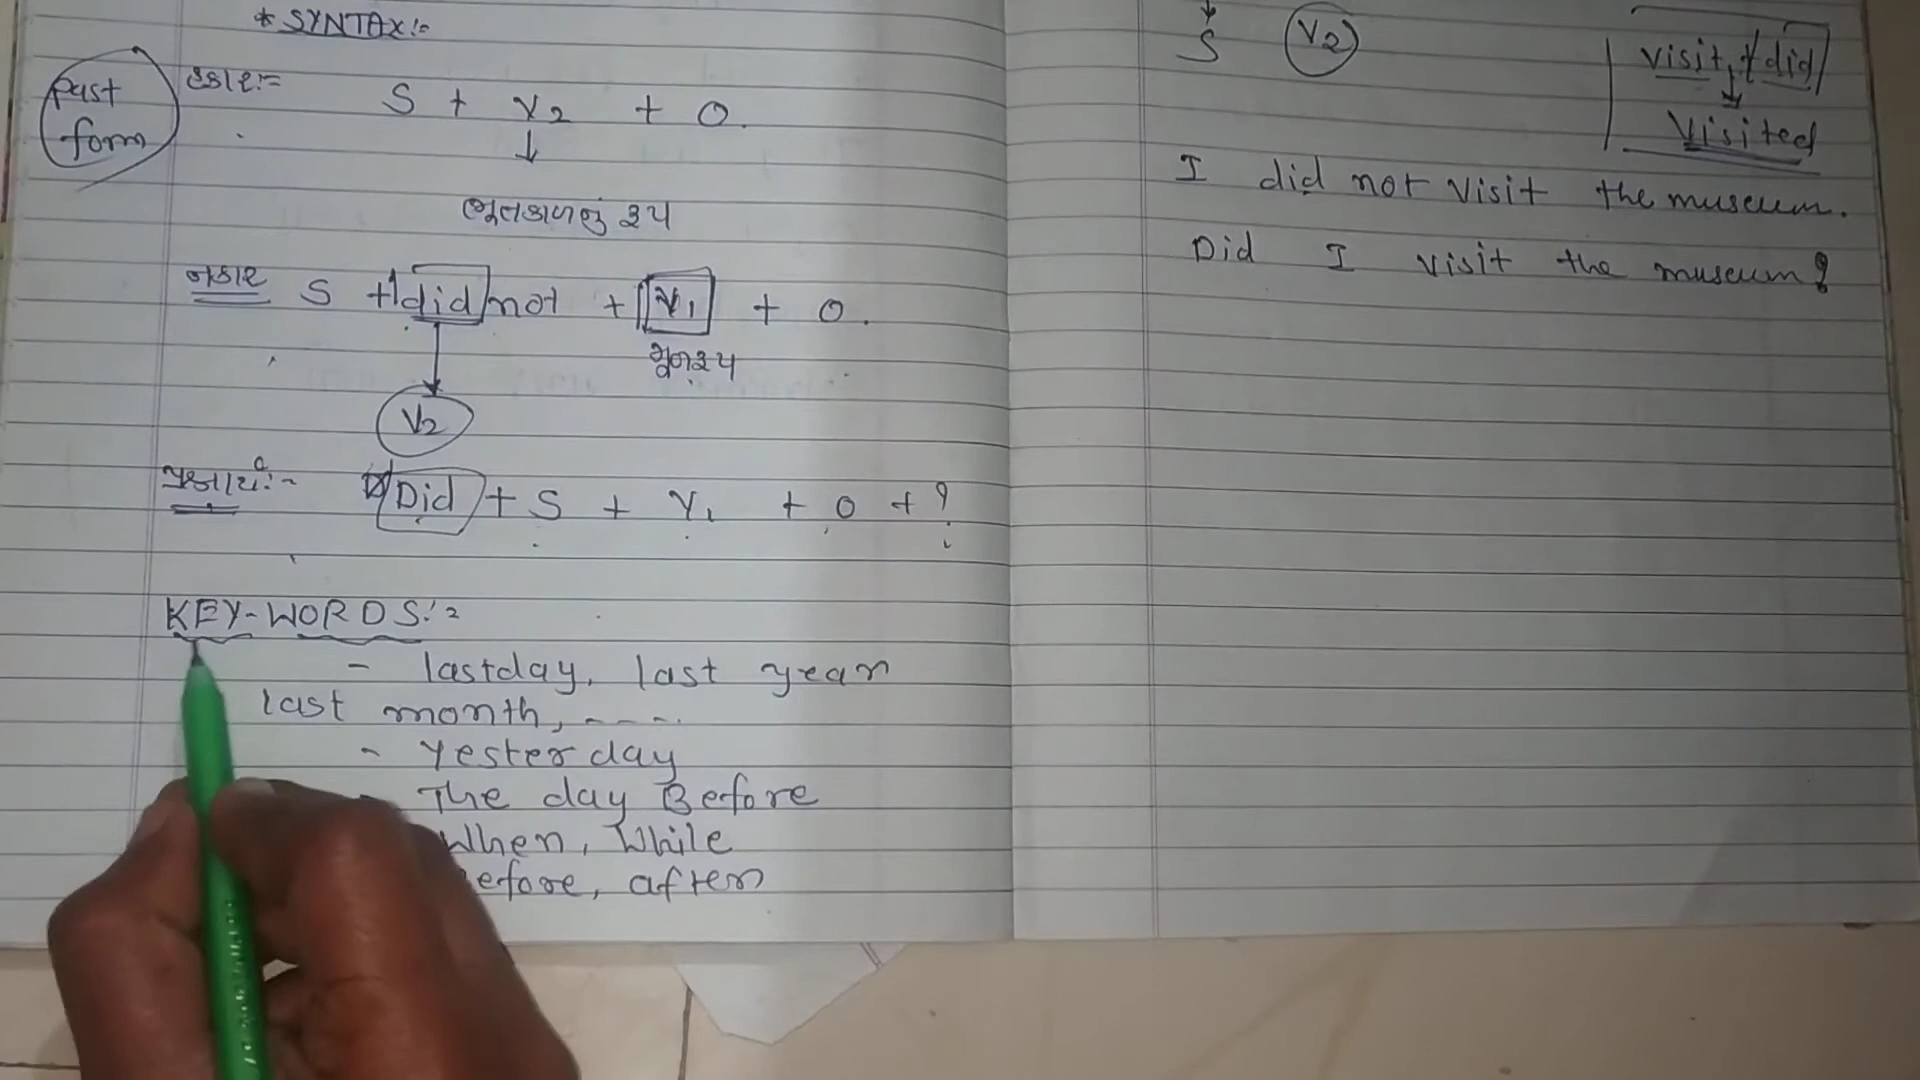 * SYNTAX:-
Past form
હકાર:- S + V2 + O.
ભૂતકાળનું રૂપ
નકાર S + did not + V1 + O.
મૂળરૂપ
V2
પ્રશ્નાર્થ:- Did + S + V1 + O + ?
KEY-WORDS:-
- lastday, last year
last month, ----.
- Yesterday
- The day Before
When, While
efore, after
S V2
visit + did
Visited
I did not visit the museum.
Did I visit the museum?